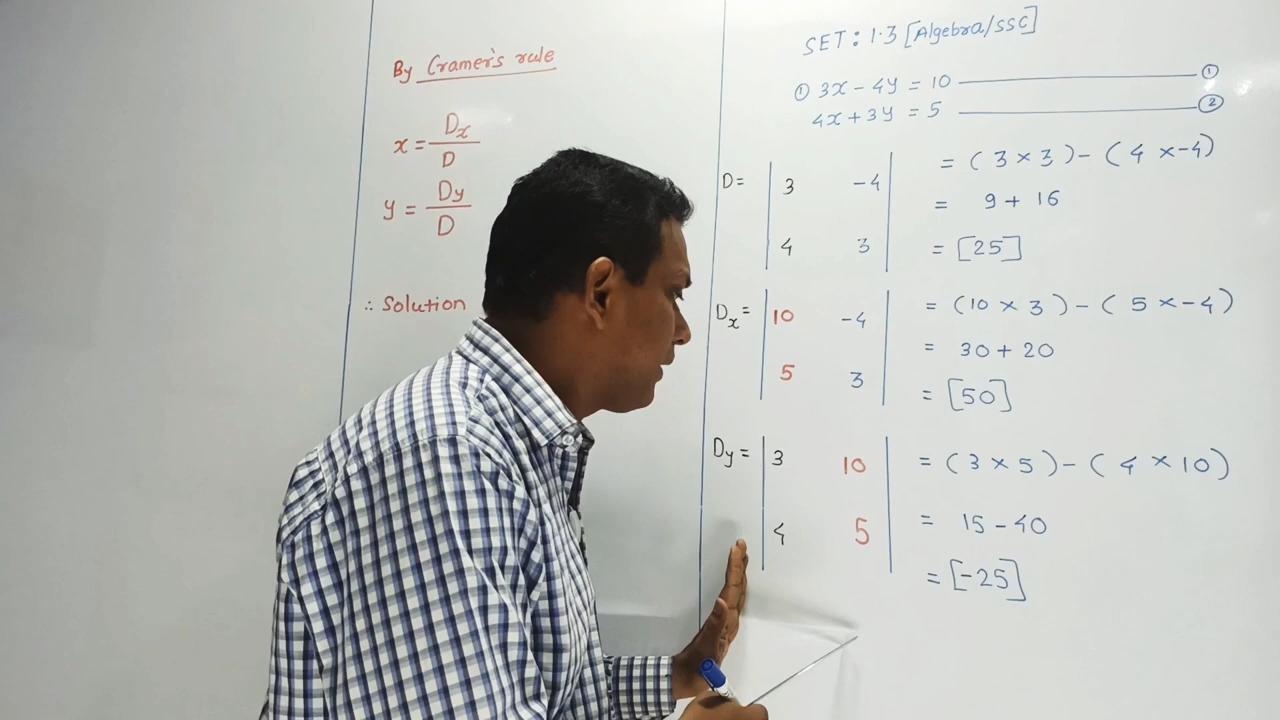 By Cramer's rule
x = Dx / D
y = Dy / D
∴ Solution
SET: 1.3 [Algebra/SSC]
① 3x - 4y = 10 ①
4x + 3y = 5 ②
D = | 3 -4 | = (3 × 3) - (4 × -4)
= 9 + 16
| 4 3 | = [25]
Dx = | 10 -4 | = (10 × 3) - (5 × -4)
= 30 + 20
| 5 3 | = [50]
Dy = | 3 10 | = (3 × 5) - (4 × 10)
| 4 5 | = 15 - 40
= [-25]